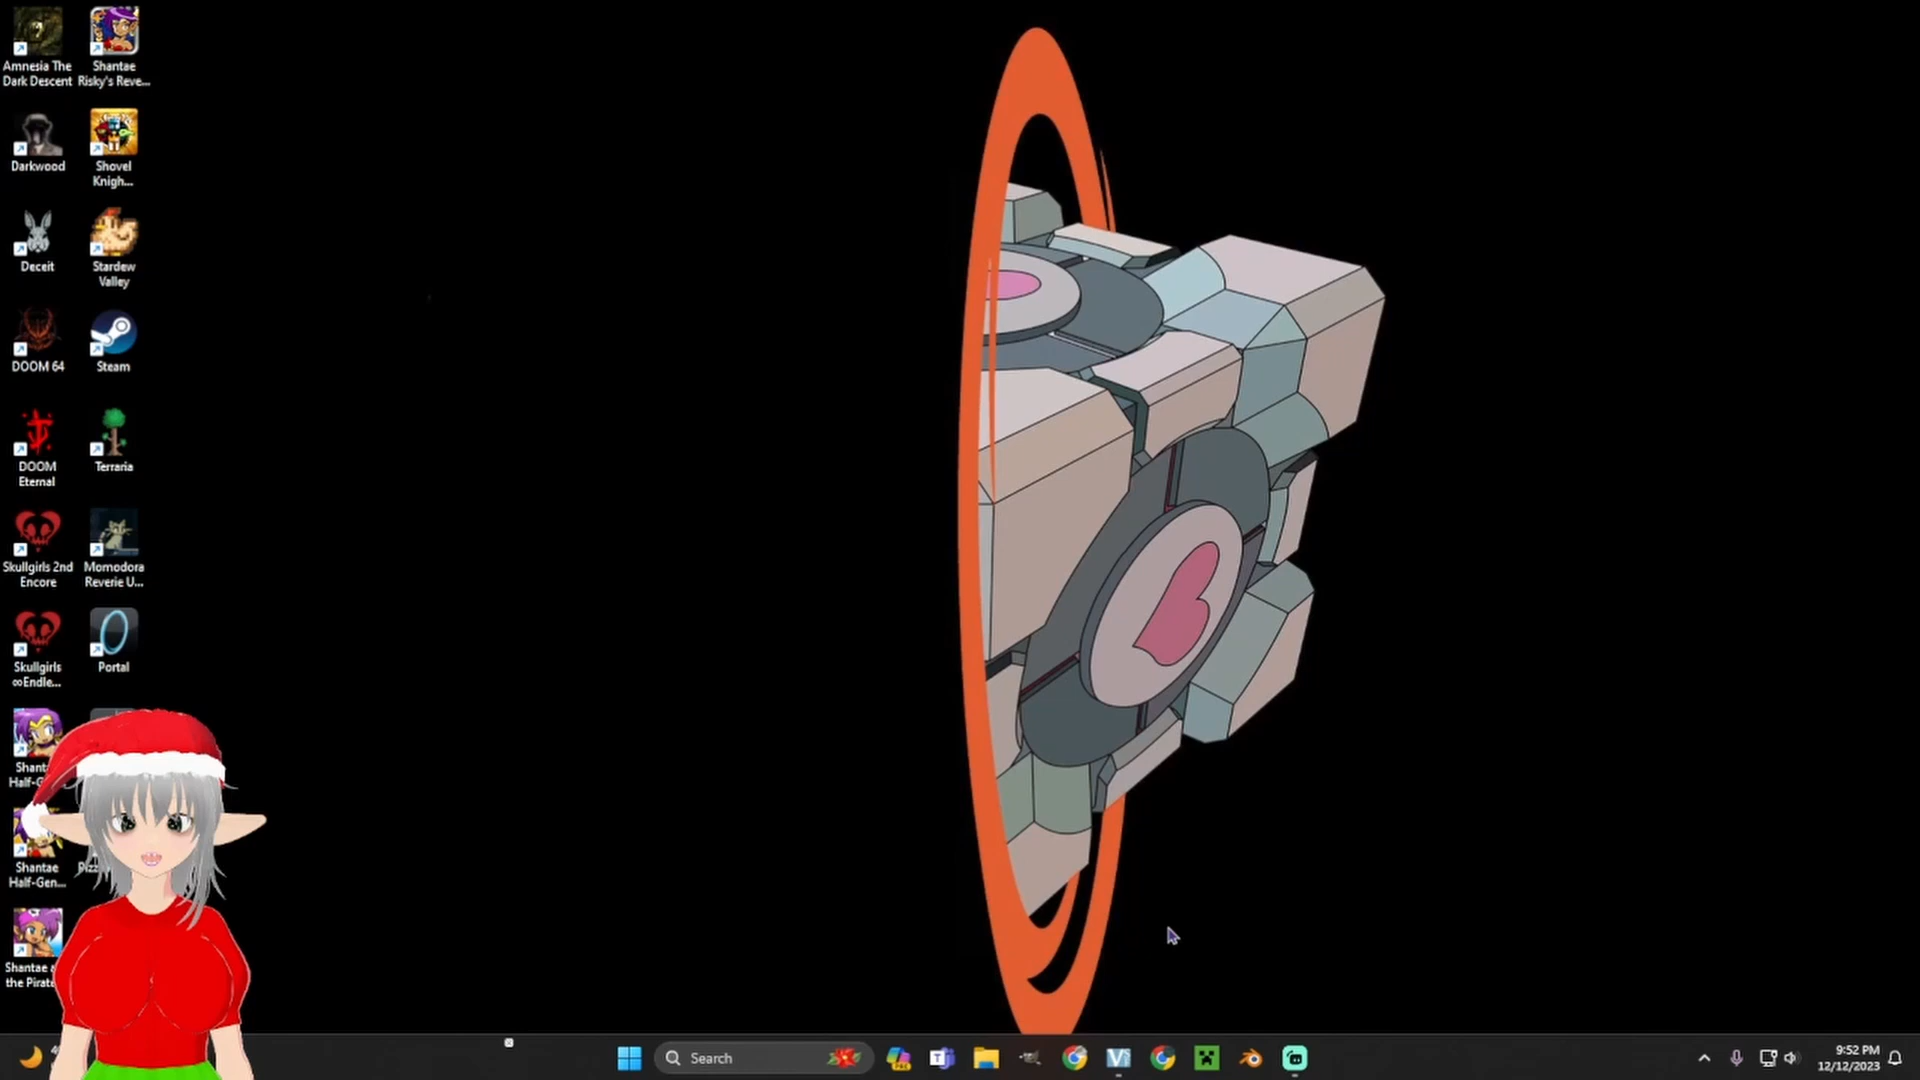 Amnesia The
Dark Descent
Shantae
Risky's Reve...
Darkwood
Shovel
Knigh...
Deceit
Stardew
Valley
DOOM 64
Steam
DOOM
Eternal
Terraria
Skullgirls 2nd
Encore
Momodora
Reverie U...
Skullgirls
∞Endle...
Portal
Shant
Half-G
Shantae
Half-Gen...
Pizz
Shantae
the Pirat
Search
PRE
9:52 PM
12/12/2023